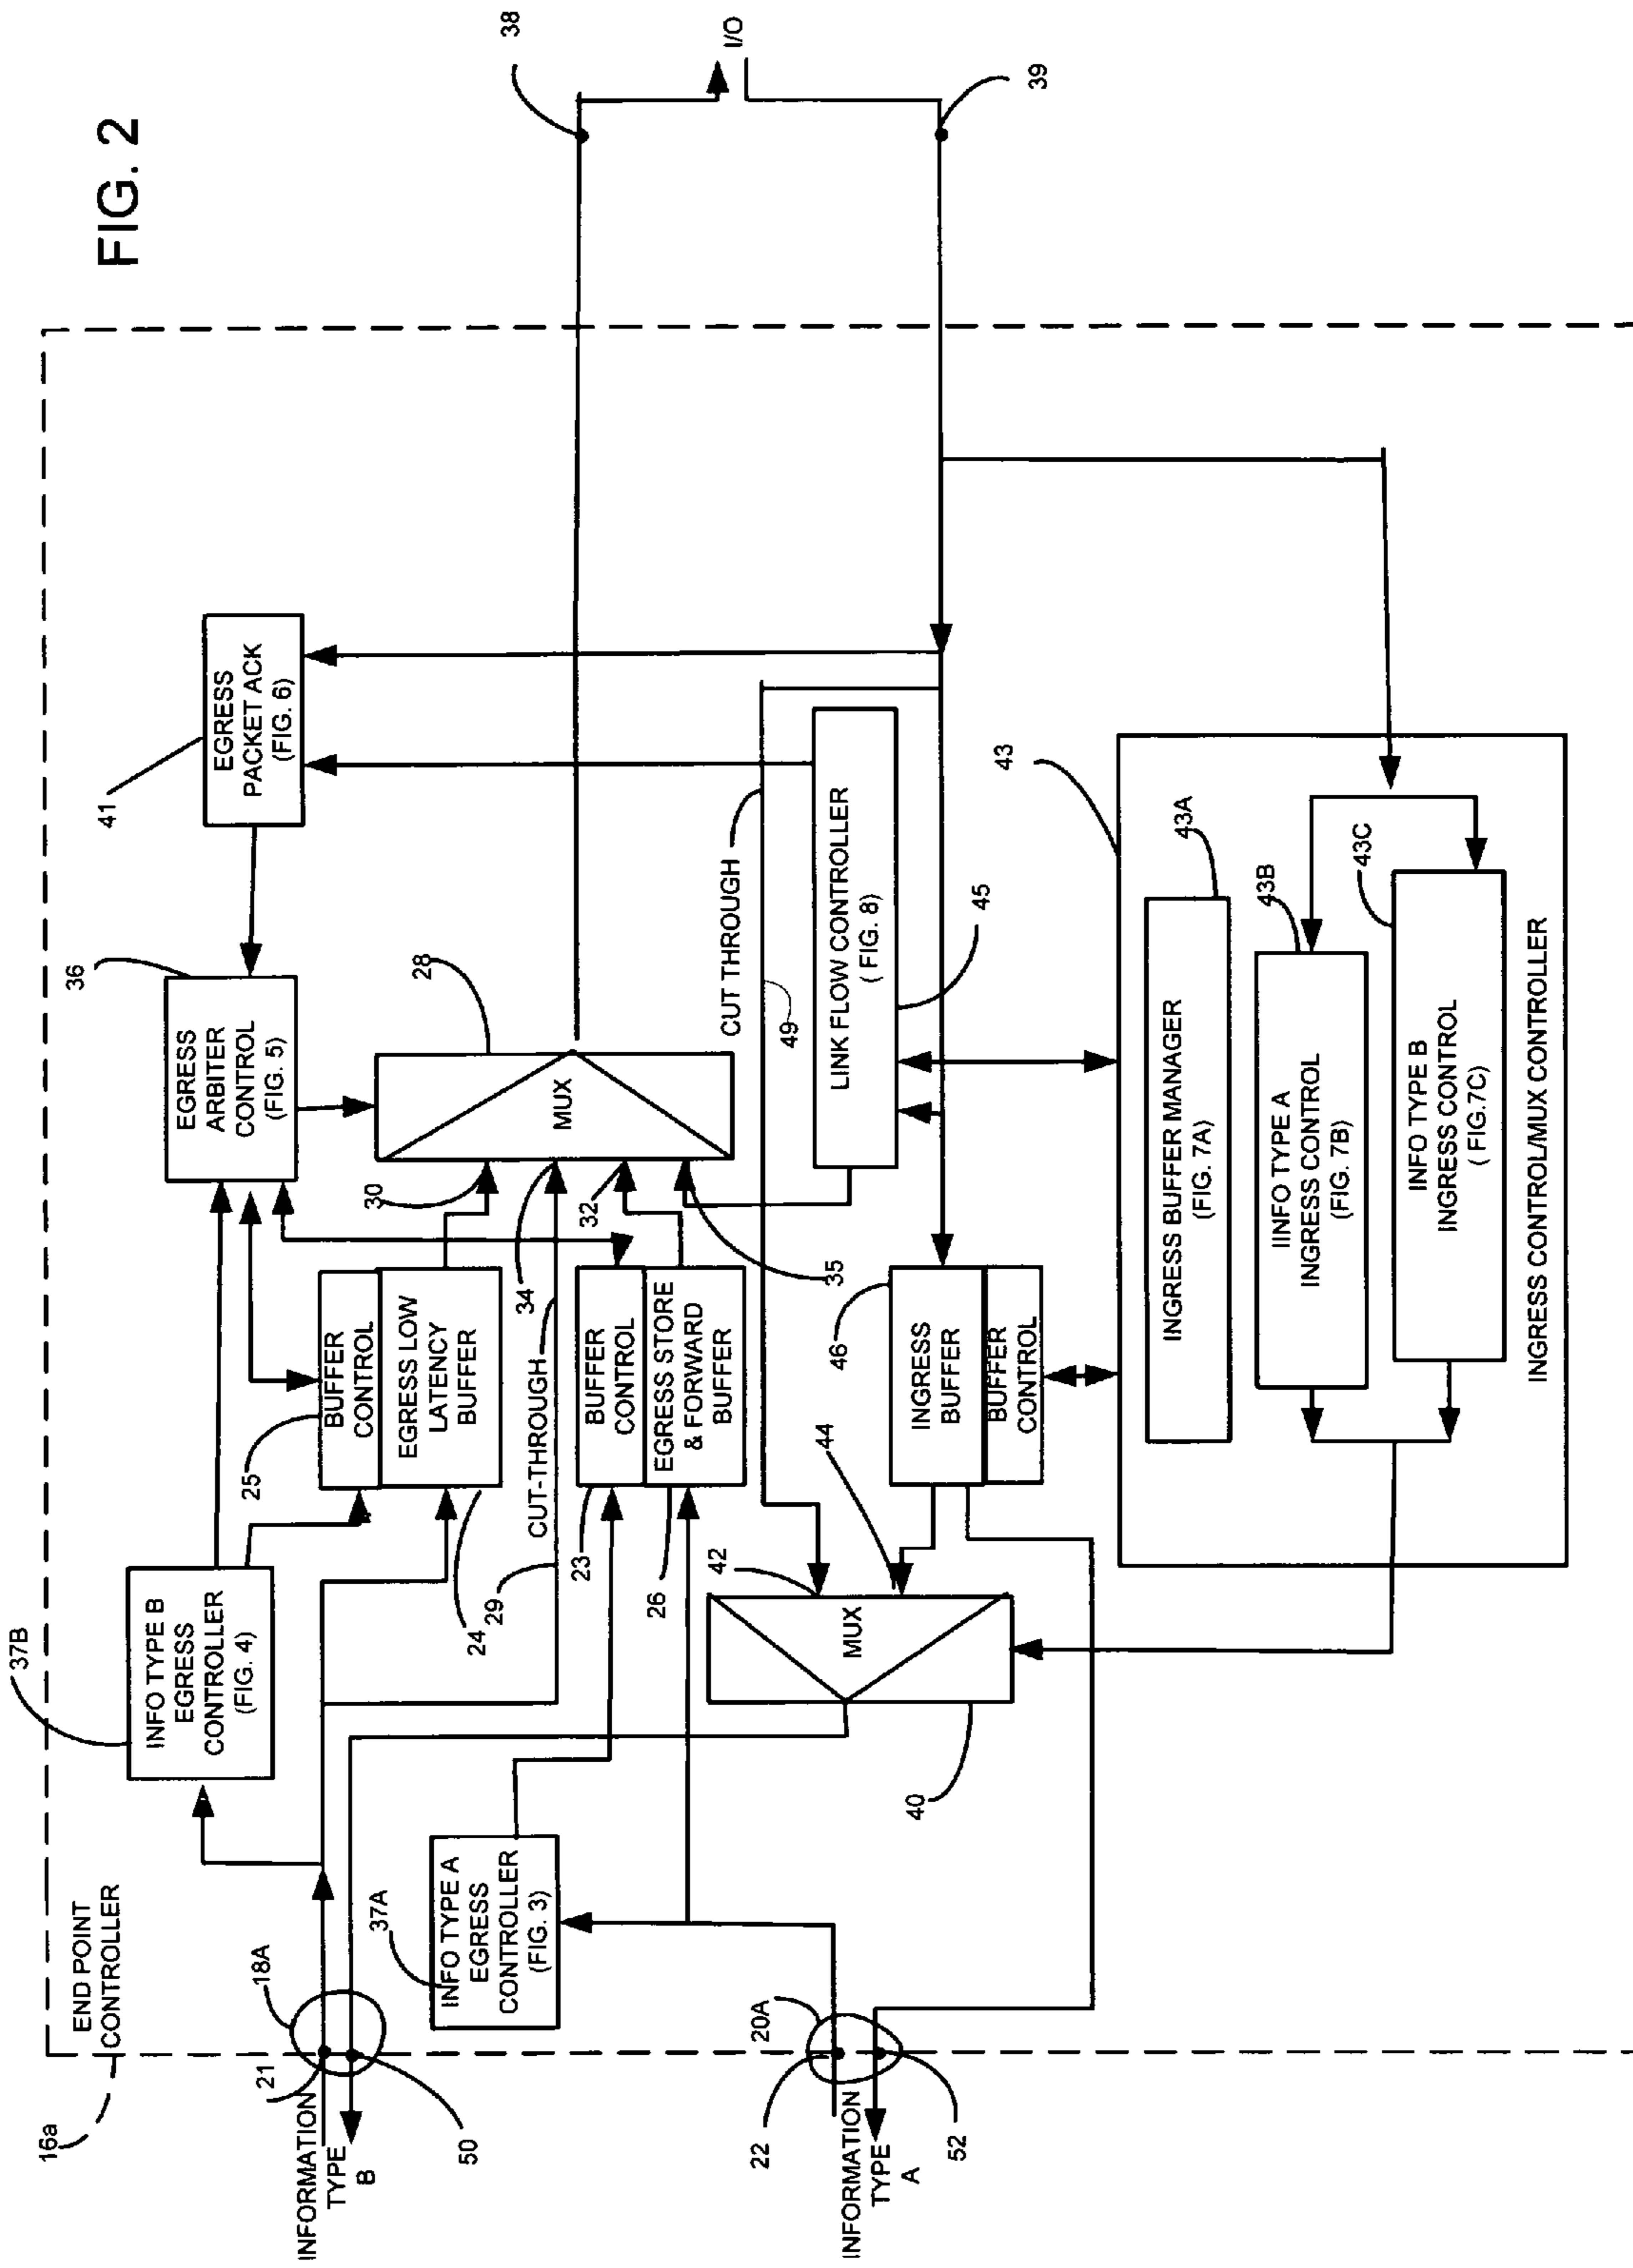 FIG. 2
16a
END POINT
CONTROLLER
37B
INFO TYPE B
EGRESS
CONTROLLER
(FIG. 4)
36
EGRESS
ARBITER
CONTROL
(FIG. 5)
41
EGRESS
PACKET ACK
(FIG. 6)
38
I/O
39
INFORMATION
TYPE
B
21
18A
50
25
BUFFER
CONTROL
EGRESS LOW
LATENCY
BUFFER
24
29
CUT-THROUGH
30
34
32
35
28
MUX
37A
INFO TYPE A
EGRESS
CONTROLLER
(FIG. 3)
23
BUFFER
CONTROL
EGRESS STORE
& FORWARD
BUFFER
26
CUT THROUGH
49
LINK FLOW CONTROLLER
( FIG. 8)
45
INFORMATION
TYPE
A
22
20A
52
MUX
40
42
44
46
INGRESS
BUFFER
BUFFER
CONTROL
43
INGRESS BUFFER MANAGER
(FIG. 7A)
43A
IINFO TYPE A
INGRESS CONTROL
(FIG. 7B)
43B
INFO TYPE B
INGRESS CONTROL
( FIG.7C)
43C
INGRESS CONTROL/MUX CONTROLLER